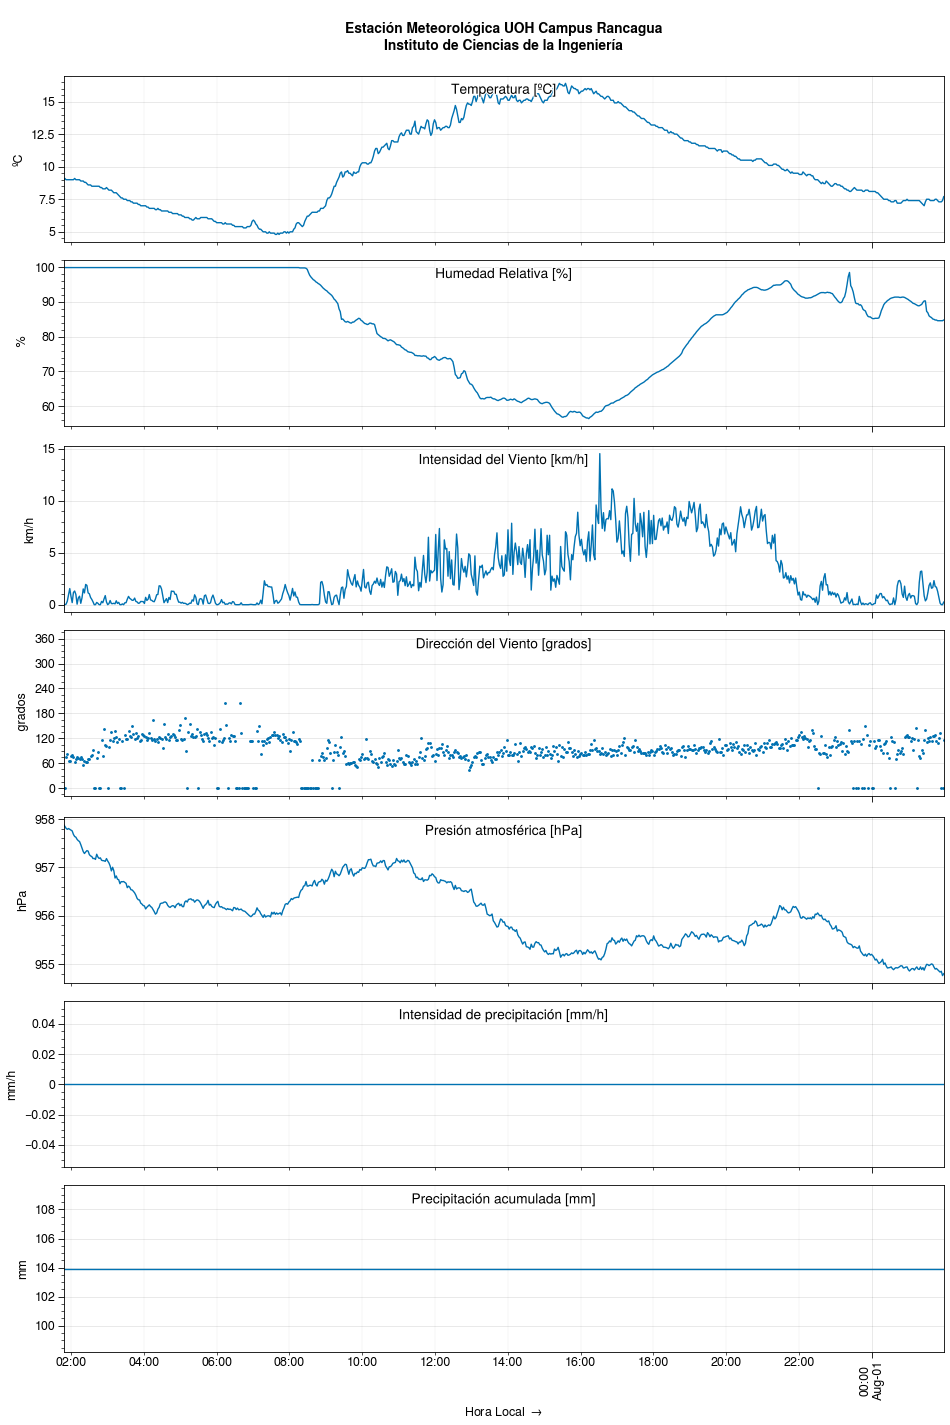 Estación Meteorológica UOH Campus Rancagua
Instituto de Ciencias de la Ingeniería
Temperatura [ºC]
15
12.5
10
7.5
5
ºC
Humedad Relativa [%]
100
90
80
70
60
%
Intensidad del Viento [km/h]
15
10
5
0
km/h
Dirección del Viento [grados]
360
300
240
180
120
60
0
grados
Presión atmosférica [hPa]
958
957
956
955
hPa
Intensidad de precipitación [mm/h]
0.04
0.02
0
−0.02
−0.04
mm/h
Precipitación acumulada [mm]
108
106
104
102
100
mm
02:00 04:00 06:00 08:00 10:00 12:00 14:00 16:00 18:00 20:00 22:00 00:00
Aug-01
Hora Local →